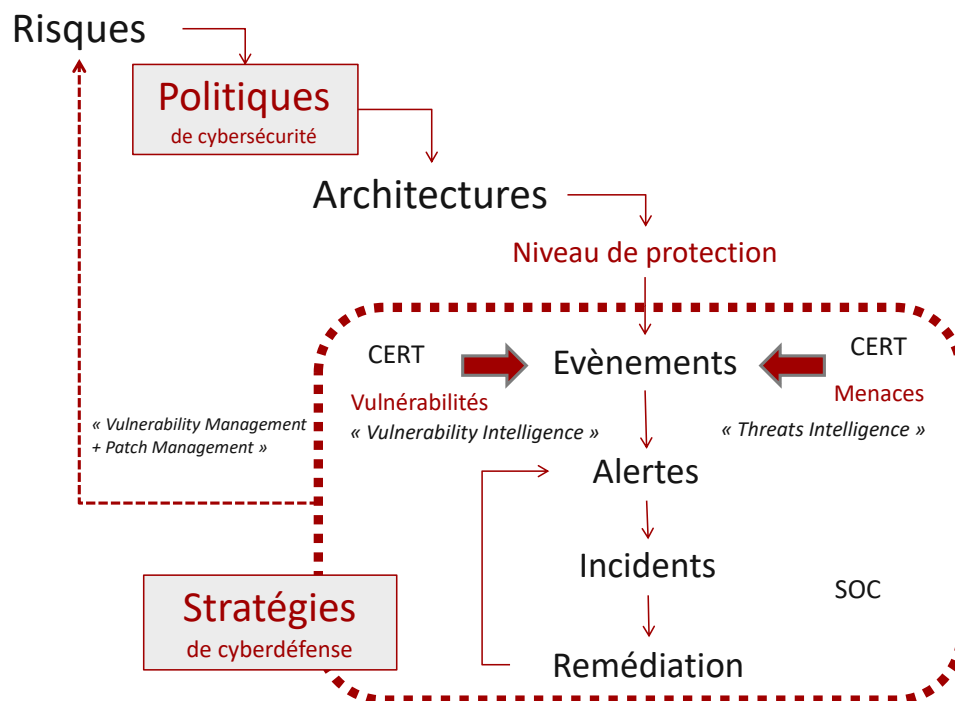 Risques
Politiques
de cybersécurité
Architectures
Niveau de protection
CERT
Evènements
CERT
Vulnérabilités
Menaces
« Vulnerability Management
+ Patch Management »
« Vulnerability Intelligence »
« Threats Intelligence »
Alertes
Incidents
SOC
Stratégies
de cyberdéfense
Remédiation